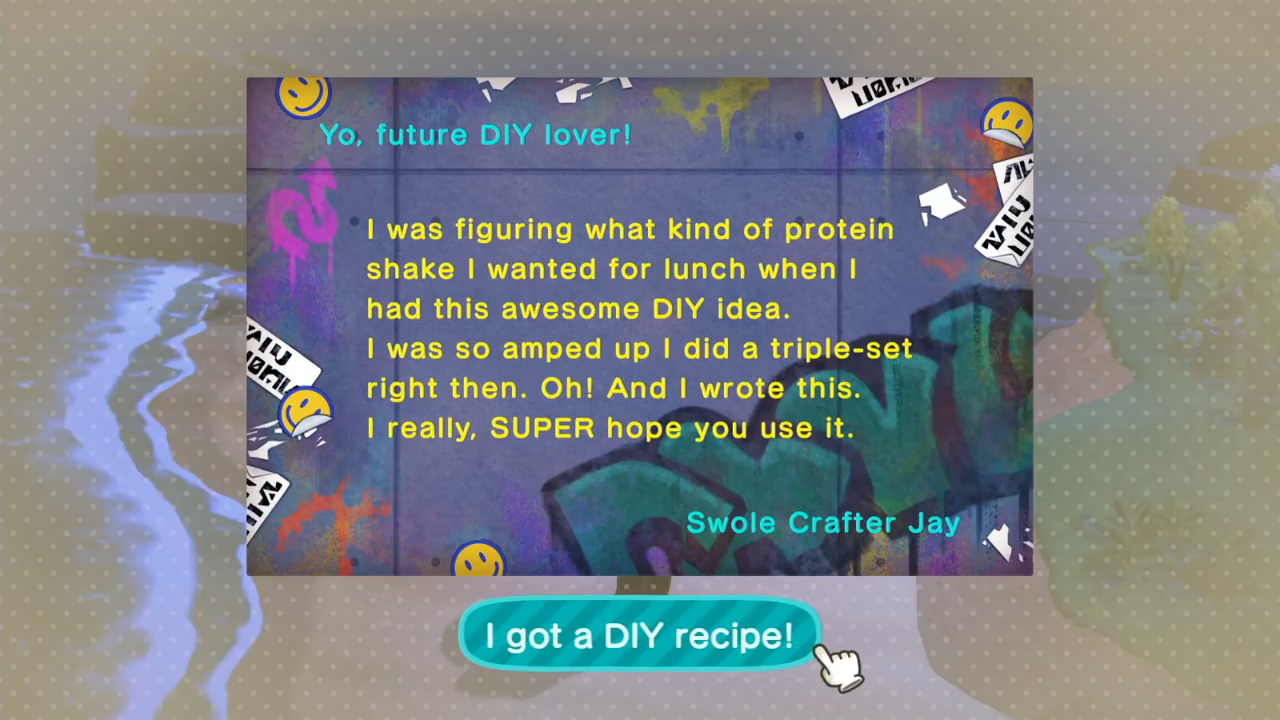 Yo, future DIY lover!
I was figuring what kind of protein
shake I wanted for lunch when I
had this awesome DIY idea.
I was so amped up I did a triple-set
right then. Oh! And I wrote this.
I really, SUPER hope you use it.
Swole Crafter Jay
I got a DIY recipe!